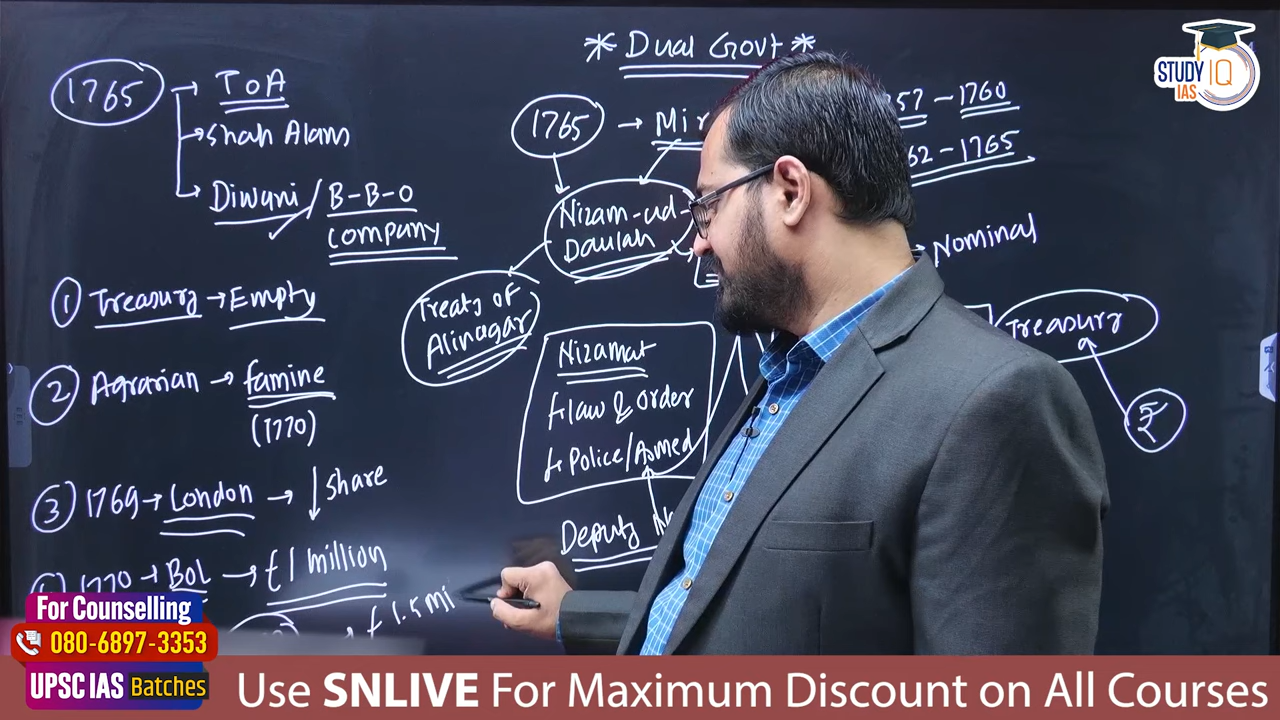 * Dual Govt *
1765 → ToA
→ Shah Alam
→ Diwani / B-B-O
Company
① Treasury → Empty
② Agrarian → famine
(1770)
③ 1769 → London → ↓ share
1770 → BoL → £1 million
→ £1.5 mi
1765 → Mir
57 – 1760
62 – 1765
Nizam-ud-
Daulah
Nominal
Treaty of
Alinagar
Nizamat
Law & Order
Police/Armed
Deputy
Treasury
₹
STUDY IQ
IAS
For Counselling
080-6897-3353
UPSC IAS Batches
Use SNLIVE For Maximum Discount on All Courses